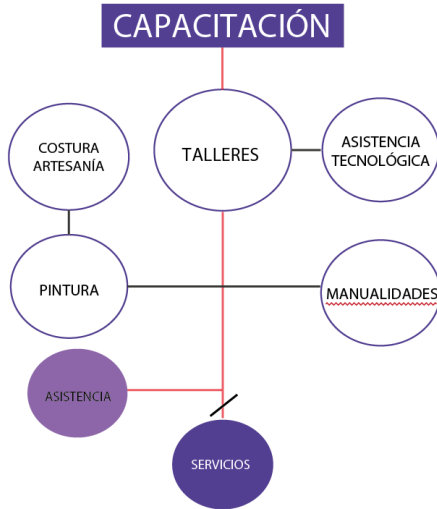 CAPACITACIÓN
COSTURA
ARTESANÍA
TALLERES
ASISTENCIA
TECNOLÓGICA
PINTURA
MANUALIDADES
ASISTENCIA
SERVICIOS